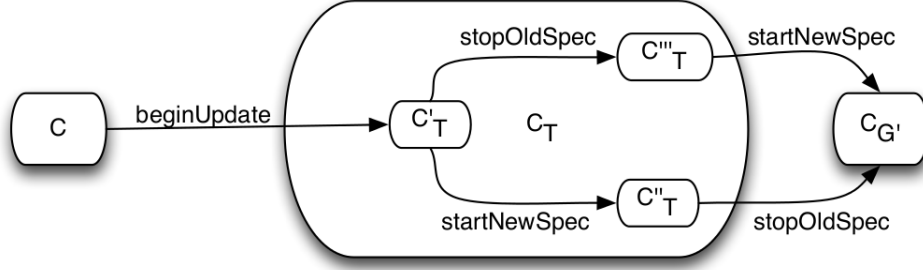 stopOldSpec
C'''T
startNewSpec
C
beginUpdate
C'T
CT
CG'
C''T
startNewSpec
stopOldSpec